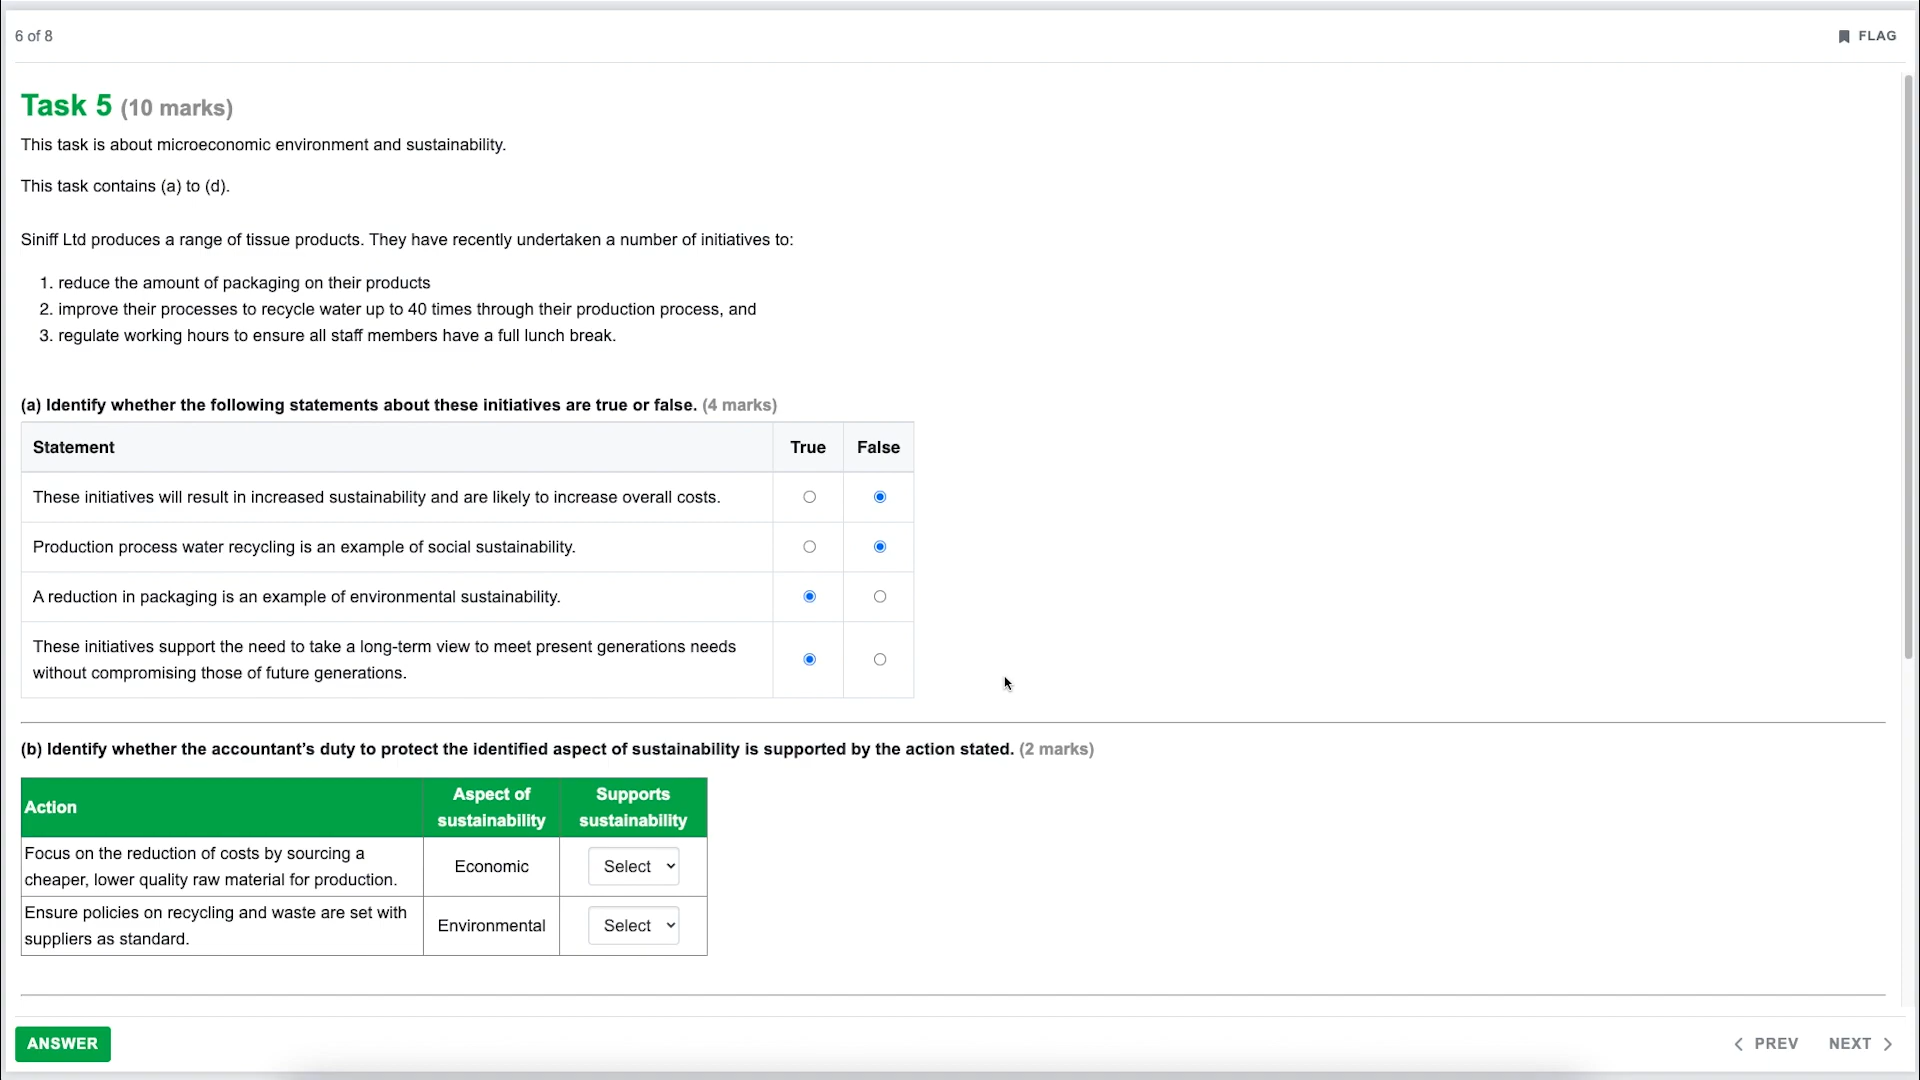 6 of 8
FLAG
Task 5 (10 marks)
This task is about microeconomic environment and sustainability.
This task contains (a) to (d).
Siniff Ltd produces a range of tissue products. They have recently undertaken a number of initiatives to:
1. reduce the amount of packaging on their products
2. improve their processes to recycle water up to 40 times through their production process, and
3. regulate working hours to ensure all staff members have a full lunch break.
(a) Identify whether the following statements about these initiatives are true or false. (4 marks)
Statement True False
These initiatives will result in increased sustainability and are likely to increase overall costs.
Production process water recycling is an example of social sustainability.
A reduction in packaging is an example of environmental sustainability.
These initiatives support the need to take a long-term view to meet present generations needs
without compromising those of future generations.
(b) Identify whether the accountant’s duty to protect the identified aspect of sustainability is supported by the action stated. (2 marks)
Action
Aspect of
sustainability
Supports
sustainability
Focus on the reduction of costs by sourcing a
cheaper, lower quality raw material for production.
Economic
Select
Ensure policies on recycling and waste are set with
suppliers as standard.
Environmental
Select
ANSWER
PREV
NEXT